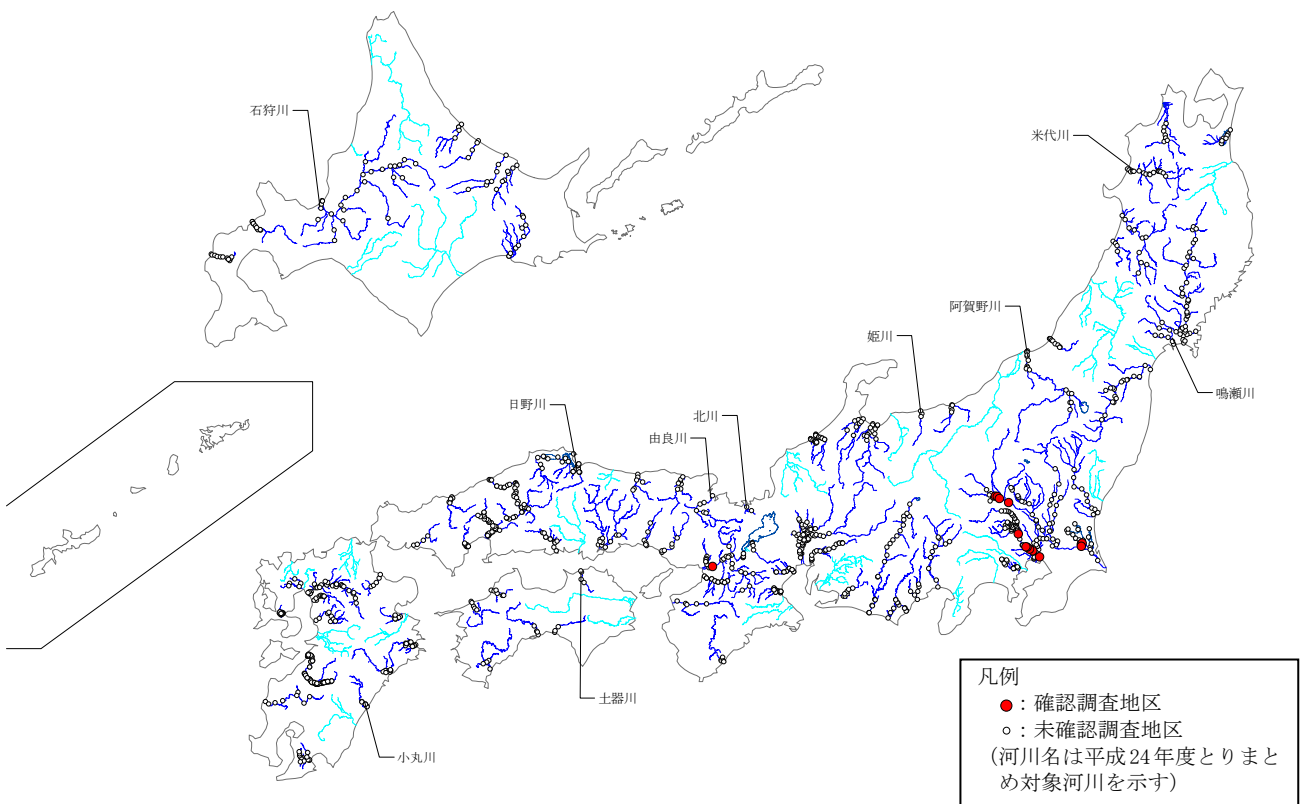 石狩川
米代川
阿賀野川
姫川
鳴瀬川
日野川
北川
由良川
土器川
小丸川
凡例
●：確認調査地区
○：未確認調査地区
(河川名は平成24年度とりまと
め対象河川を示す)